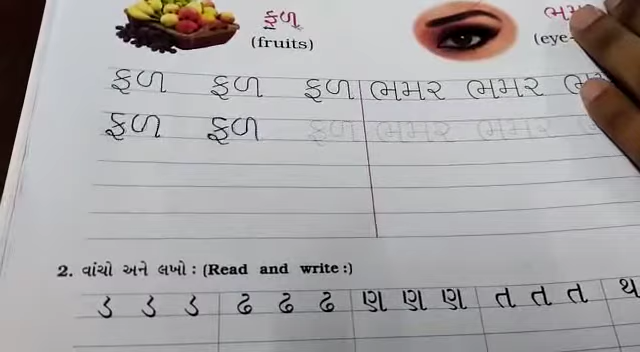 ફળ
(fruits) (eye-
ફળ ફળ ફળ ભમર ભમર
ફળ ફળ ફળ ભમર ભમર
2. વાંચો અને લખો : (Read and write :)
ડ ડ ડ ઢ ઢ ઢ ણ ણ ણ ત ત ત થ